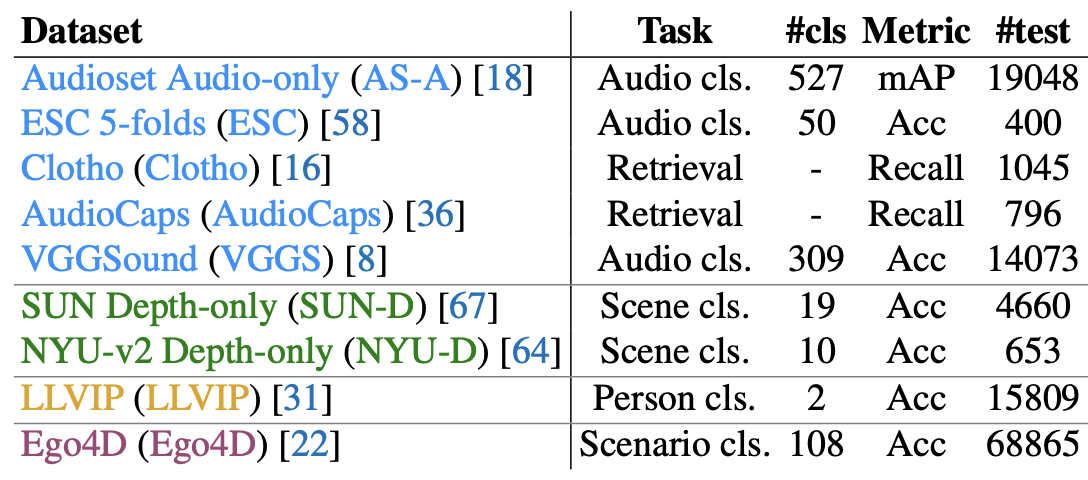 Dataset Task #cls Metric #test
Audioset Audio-only (AS-A) [18] Audio cls. 527 mAP 19048
ESC 5-folds (ESC) [58] Audio cls. 50 Acc 400
Clotho (Clotho) [16] Retrieval - Recall 1045
AudioCaps (AudioCaps) [36] Retrieval - Recall 796
VGGSound (VGGS) [8] Audio cls. 309 Acc 14073
SUN Depth-only (SUN-D) [67] Scene cls. 19 Acc 4660
NYU-v2 Depth-only (NYU-D) [64] Scene cls. 10 Acc 653
LLVIP (LLVIP) [31] Person cls. 2 Acc 15809
Ego4D (Ego4D) [22] Scenario cls. 108 Acc 68865